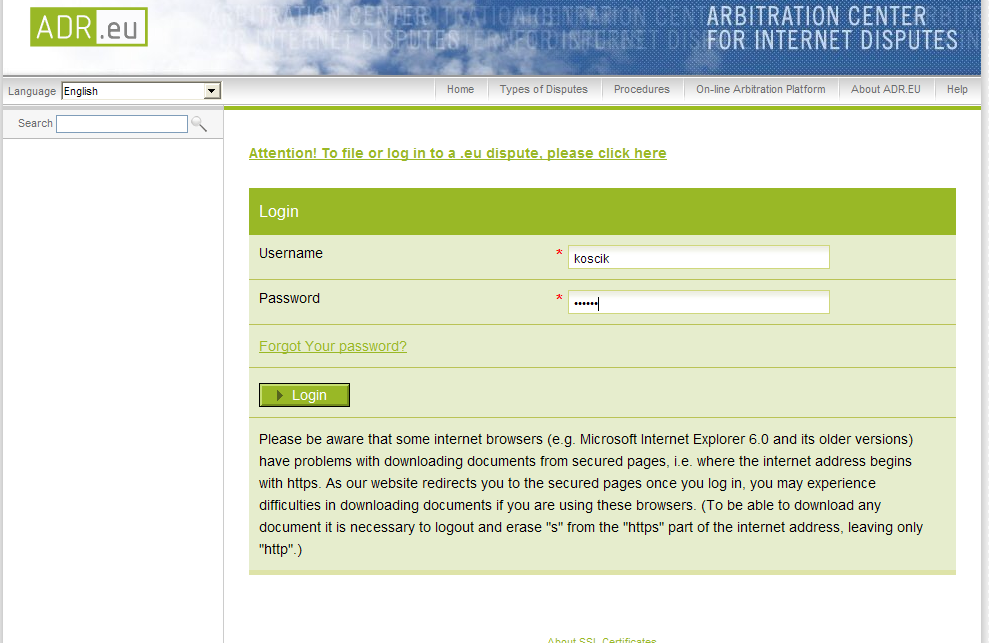 ADR.eu
ARBITRATION CENTER
FOR INTERNET DISPUTES
Language English
Home Types of Disputes Procedures On-line Arbitration Platform About ADR.EU Help
Search
Attention! To file or log in to a .eu dispute, please click here
Login
Username * koscik
Password * ••••••
Forgot Your password?
Login
Please be aware that some internet browsers (e.g. Microsoft Internet Explorer 6.0 and its older versions)
have problems with downloading documents from secured pages, i.e. where the internet address begins
with https. As our website redirects you to the secured pages once you log in, you may experience
difficulties in downloading documents if you are using these browsers. (To be able to download any
document it is necessary to logout and erase "s" from the "https" part of the internet address, leaving only
"http".)
About SSL Certificates